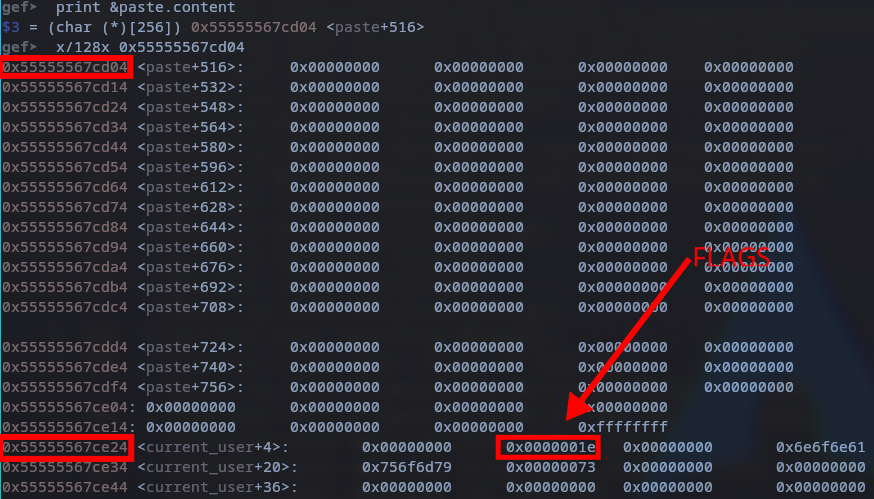 gef➤ print &paste.content
$3 = (char (*)[256]) 0x55555567cd04 <paste+516>
gef➤ x/128x 0x55555567cd04
0x55555567cd04 <paste+516>: 0x00000000 0x00000000 0x00000000 0x00000000
0x55555567cd14 <paste+532>: 0x00000000 0x00000000 0x00000000 0x00000000
0x55555567cd24 <paste+548>: 0x00000000 0x00000000 0x00000000 0x00000000
0x55555567cd34 <paste+564>: 0x00000000 0x00000000 0x00000000 0x00000000
0x55555567cd44 <paste+580>: 0x00000000 0x00000000 0x00000000 0x00000000
0x55555567cd54 <paste+596>: 0x00000000 0x00000000 0x00000000 0x00000000
0x55555567cd64 <paste+612>: 0x00000000 0x00000000 0x00000000 0x00000000
0x55555567cd74 <paste+628>: 0x00000000 0x00000000 0x00000000 0x00000000
0x55555567cd84 <paste+644>: 0x00000000 0x00000000 0x00000000 0x00000000
0x55555567cd94 <paste+660>: 0x00000000 0x00000000 0x00000000 0x00000000
FLAGS
0x55555567cda4 <paste+676>: 0x00000000 0x00000000 0x00000000 0x00000000
0x55555567cdb4 <paste+692>: 0x00000000 0x00000000 0x00000000 0x00000000
0x55555567cdc4 <paste+708>: 0x00000000 0x00000000 0x00000000 0x00000000
0x55555567cdd4 <paste+724>: 0x00000000 0x00000000 0x00000000 0x00000000
0x55555567cde4 <paste+740>: 0x00000000 0x00000000 0x00000000 0x00000000
0x55555567cdf4 <paste+756>: 0x00000000 0x00000000 0x00000000 0x00000000
0x55555567ce04: 0x00000000 0x00000000 0x00000000 0x00000000
0x55555567ce14: 0x00000000 0x00000000 0x00000000 0xffffffff
0x55555567ce24 <current_user+4>: 0x00000000 0x0000001e 0x00000000 0x6e6f6e61
0x55555567ce34 <current_user+20>: 0x756f6d79 0x00000073 0x00000000 0x00000000
0x55555567ce44 <current_user+36>: 0x00000000 0x00000000 0x00000000 0x00000000